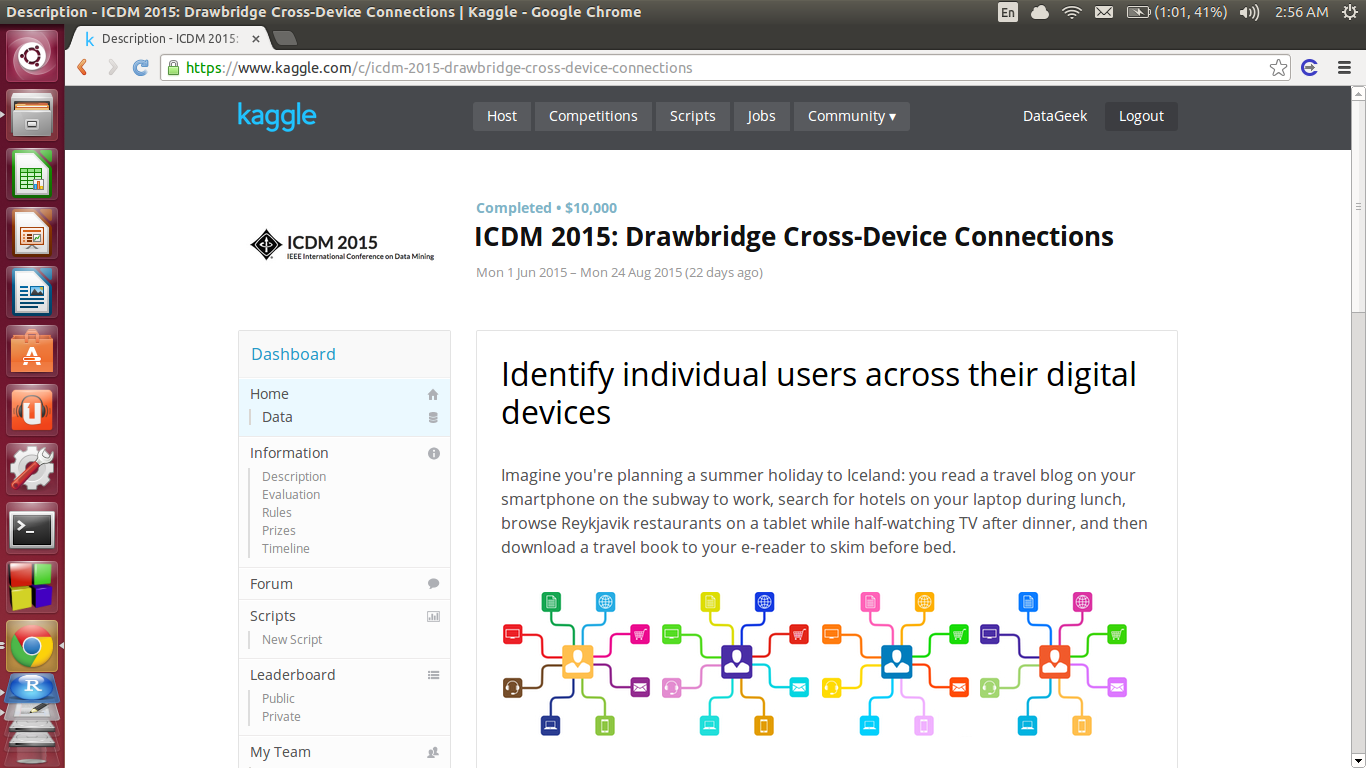 Description - ICDM 2015: Drawbridge Cross-Device Connections | Kaggle - Google Chrome
En
(1:01, 41%)
2:56 AM
k Description - ICDM 2015: ×
https://www.kaggle.com/c/icdm-2015-drawbridge-cross-device-connections
kaggle
Host
Competitions
Scripts
Jobs
Community ▾
DataGeek
Logout
Completed • $10,000
ICDM 2015
IEEE International Conference on Data Mining
ICDM 2015: Drawbridge Cross-Device Connections
Mon 1 Jun 2015 – Mon 24 Aug 2015 (22 days ago)
Dashboard
Home
Data
Information
Description
Evaluation
Rules
Prizes
Timeline
Forum
Scripts
New Script
Leaderboard
Public
Private
My Team
Identify individual users across their digital
devices
Imagine you're planning a summer holiday to Iceland: you read a travel blog on your
smartphone on the subway to work, search for hotels on your laptop during lunch,
browse Reykjavik restaurants on a tablet while half-watching TV after dinner, and then
download a travel book to your e-reader to skim before bed.